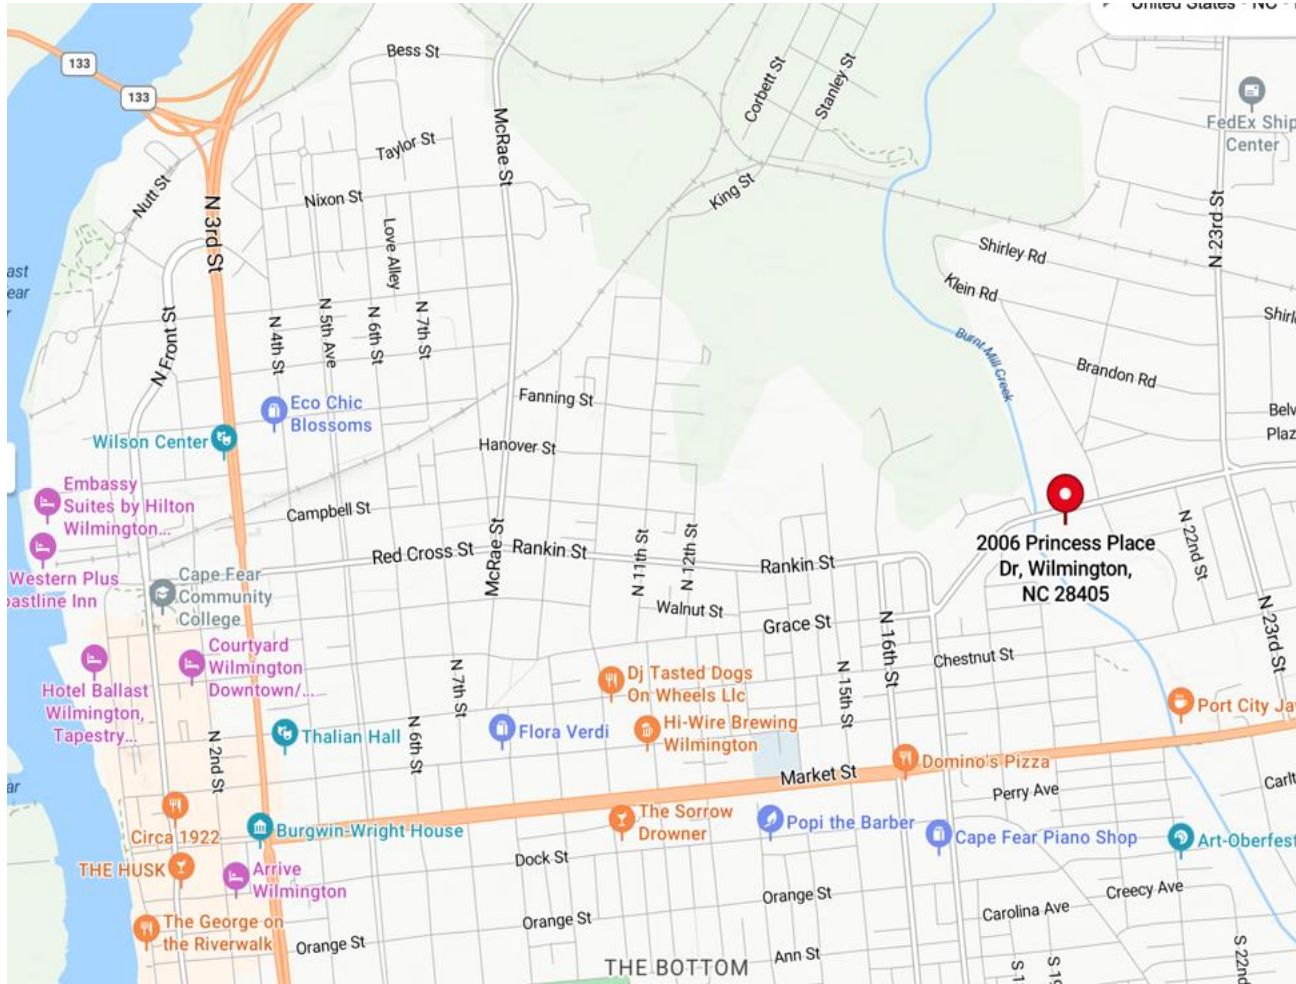 United States - NC -
133
133
Bess St
Corbett St
Stanley St
FedEx Ship
Center
McRae St
Taylor St
Nutt St
Nixon St
King St
N 3rd St
Love Alley
N 23rd St
Shirley Rd
Klein Rd
N Front St
N 4th St
N 5th Ave
N 6th St
N 7th St
Burnt Mill Creek
Brandon Rd
Eco Chic
Blossoms
Fanning St
Wilson Center
Hanover St
Embassy
Suites by Hilton
Wilmington...
Campbell St
Red Cross St
McRae St
Rankin St
N 11th St
N 12th St
Rankin St
2006 Princess Place
Dr, Wilmington,
NC 28405
N 22nd St
N 23rd St
Western Plus
Cape Fear
Community
College
Walnut St
Grace St
N 16th St
Chestnut St
Courtyard
Wilmington
Downtown/...
Hotel Ballast
Wilmington,
Tapestry...
N 7th St
Dj Tasted Dogs
On Wheels Llc
N 15th St
Port City Ja
Thalian Hall
N 2nd St
N 6th St
Flora Verdi
Hi-Wire Brewing
Wilmington
Domino's Pizza
Market St
Perry Ave
Circa 1922
Burgwin-Wright House
The Sorrow
Drowner
Popi the Barber
Cape Fear Piano Shop
Art-Oberfest
THE HUSK
Arrive
Wilmington
Dock St
Orange St
Creecy Ave
Carolina Ave
The George on
the Riverwalk
Orange St
Orange St
Ann St
THE BOTTOM
S 22nd